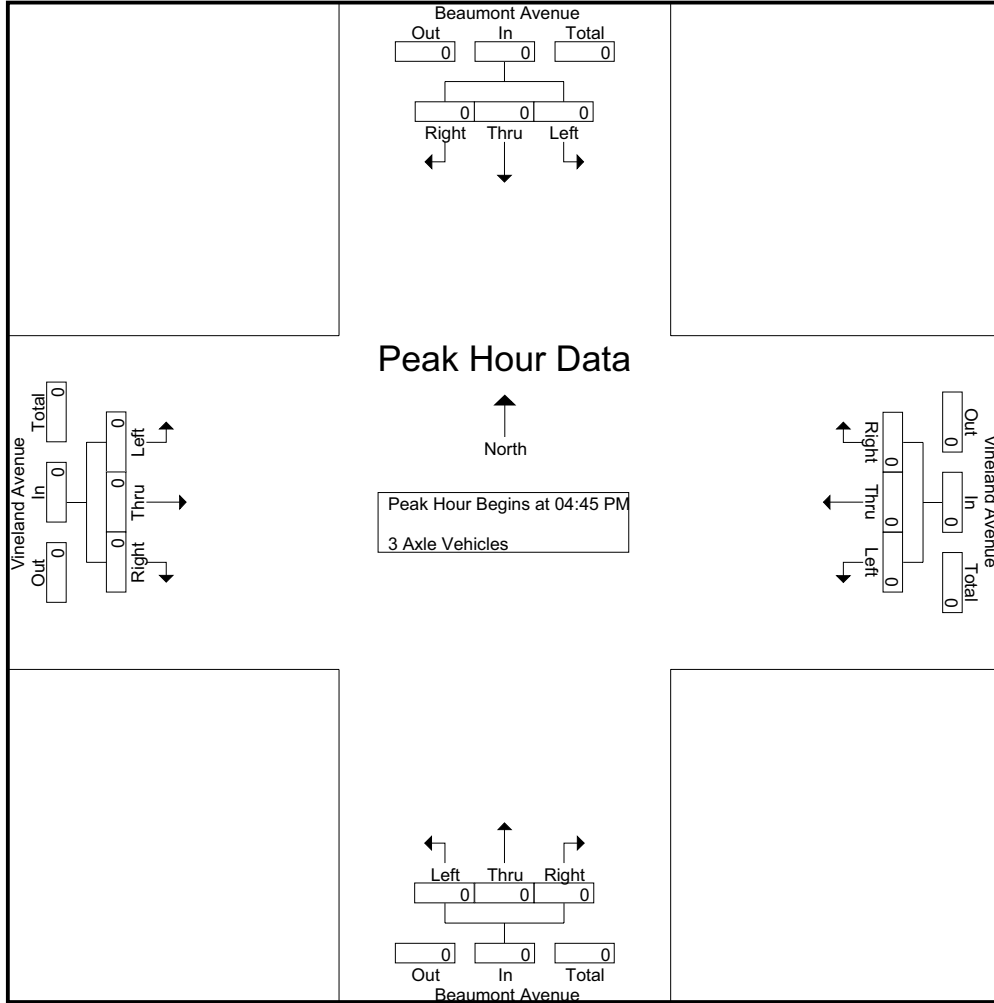 Beaumont Avenue
Out In Total
0 0 0
0 0 0
Right Thru Left
Peak Hour Data
North
Peak Hour Begins at 04:45 PM
3 Axle Vehicles
Vineland Avenue
Total In Out
0 0 0
0 0 0
Left Thru Right
Vineland Avenue
Out In Total
0 0 0
0 0 0
Right Thru Left
Left Thru Right
0 0 0
0 0 0
Out In Total
Beaumont Avenue